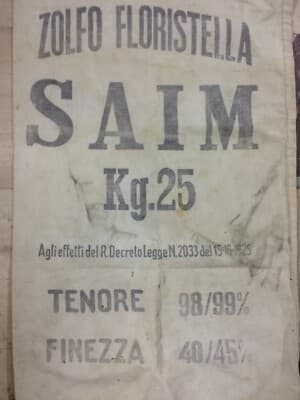 ZOLFO FLORISTELLA
SAIM
Kg.25
Agli effetti del R. Decreto Legge N. 2033 del 15-10-1925
TENORE 98/99%
FINEZZA 40/45%